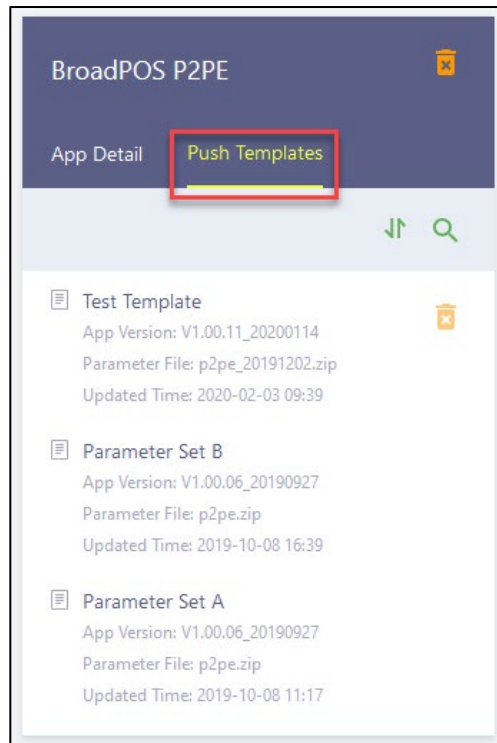 BroadPOS P2PE
App Detail Push Templates
Test Template
App Version: V1.00.11_20200114
Parameter File: p2pe_20191202.zip
Updated Time: 2020-02-03 09:39
Parameter Set B
App Version: V1.00.06_20190927
Parameter File: p2pe.zip
Updated Time: 2019-10-08 16:39
Parameter Set A
App Version: V1.00.06_20190927
Parameter File: p2pe.zip
Updated Time: 2019-10-08 11:17